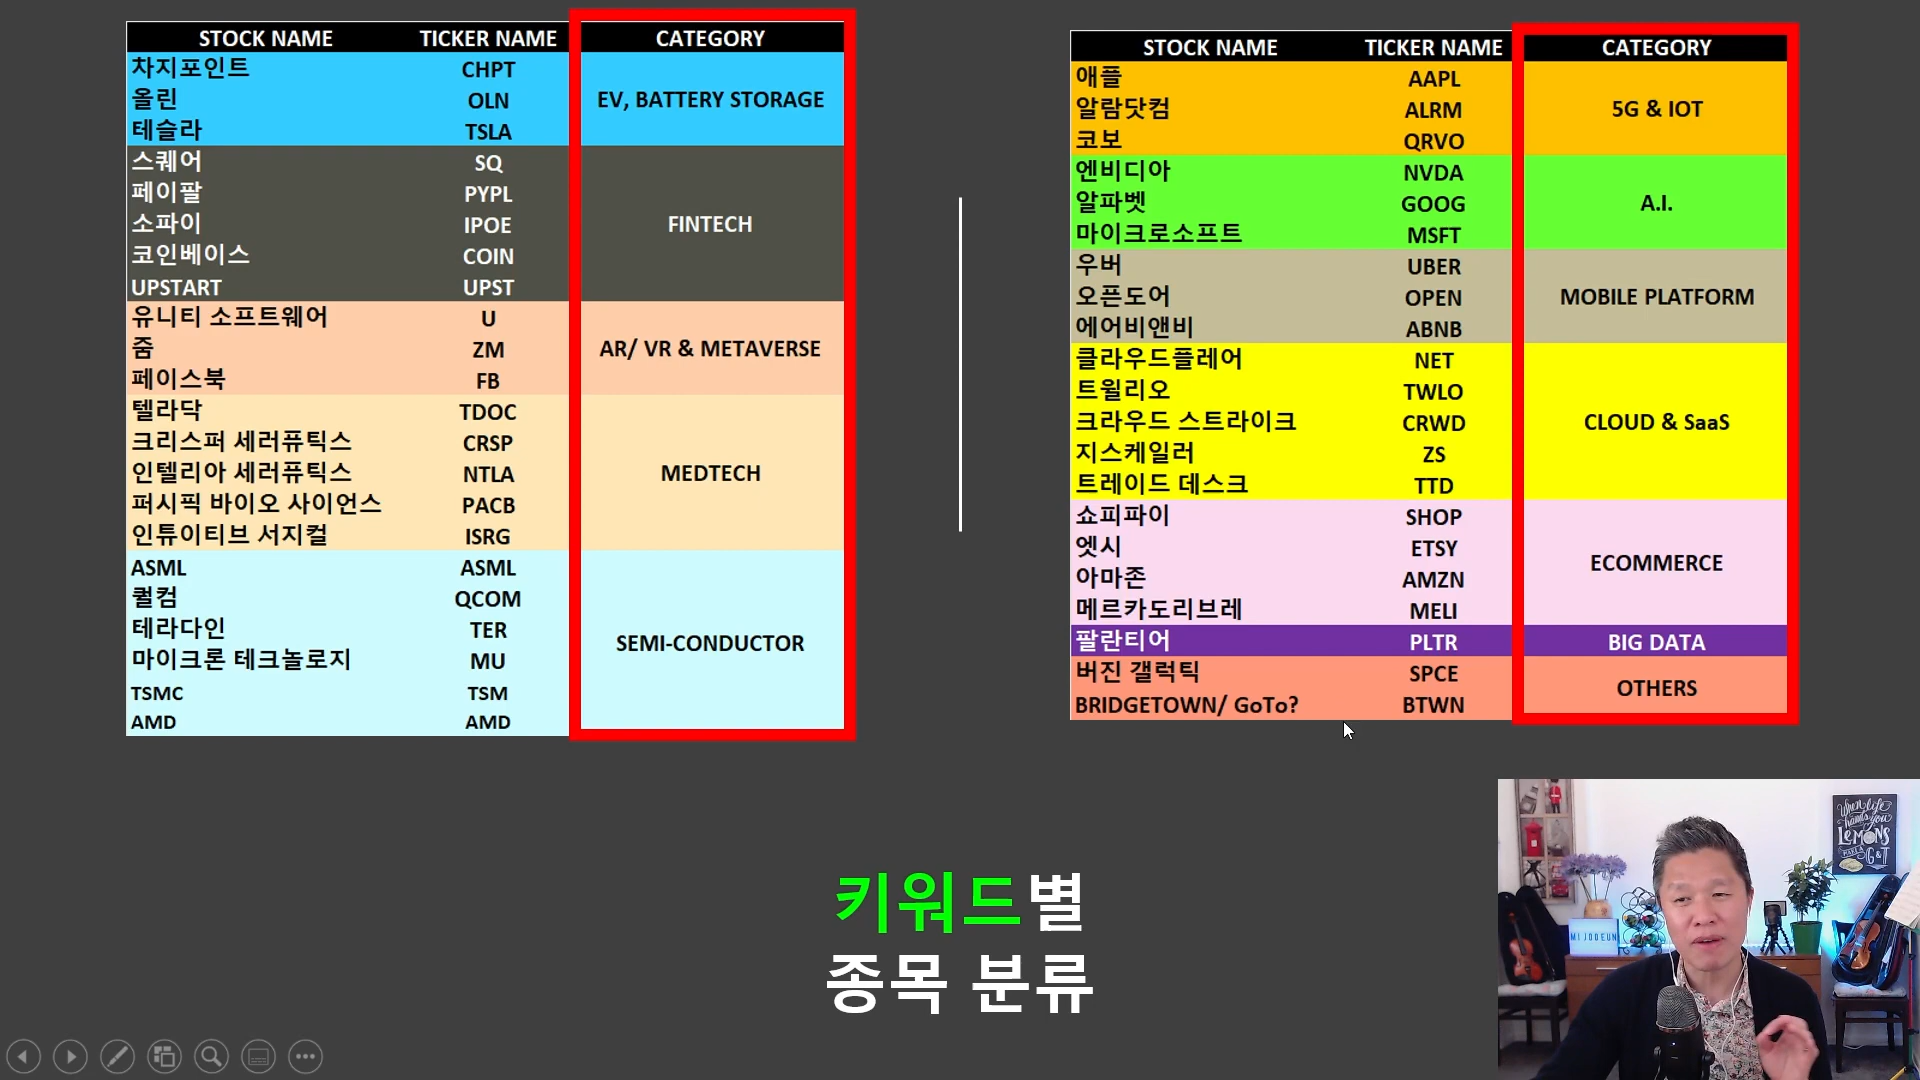 STOCK NAME TICKER NAME CATEGORY
차지포인트 CHPT
올린 OLN EV, BATTERY STORAGE
테슬라 TSLA
스퀘어 SQ
페이팔 PYPL
소파이 IPOE FINTECH
코인베이스 COIN
UPSTART UPST
유니티 소프트웨어 U
줌 ZM AR/ VR & METAVERSE
페이스북 FB
텔라닥 TDOC
크리스퍼 세러퓨틱스 CRSP
인텔리아 세러퓨틱스 NTLA MEDTECH
퍼시픽 바이오 사이언스 PACB
인튜이티브 서지컬 ISRG
ASML ASML
퀄컴 QCOM
테라다인 TER SEMI-CONDUCTOR
마이크론 테크놀로지 MU
TSMC TSM
AMD AMD
STOCK NAME TICKER NAME CATEGORY
애플 AAPL
알람닷컴 ALRM 5G & IOT
코보 QRVO
엔비디아 NVDA
알파벳 GOOG A.I.
마이크로소프트 MSFT
우버 UBER
오픈도어 OPEN MOBILE PLATFORM
에어비앤비 ABNB
클라우드플레어 NET
트윌리오 TWLO
크라우드 스트라이크 CRWD CLOUD & SaaS
지스케일러 ZS
트레이드 데스크 TTD
쇼피파이 SHOP
엣시 ETSY ECOMMERCE
아마존 AMZN
메르카도리브레 MELI
팔란티어 PLTR BIG DATA
버진 갤럭틱 SPCE OTHERS
BRIDGETOWN/ GoTo? BTWN
키워드별
종목 분류
When life
hands you
LEMONS
MAKE A
G&T
MI JOOEUN